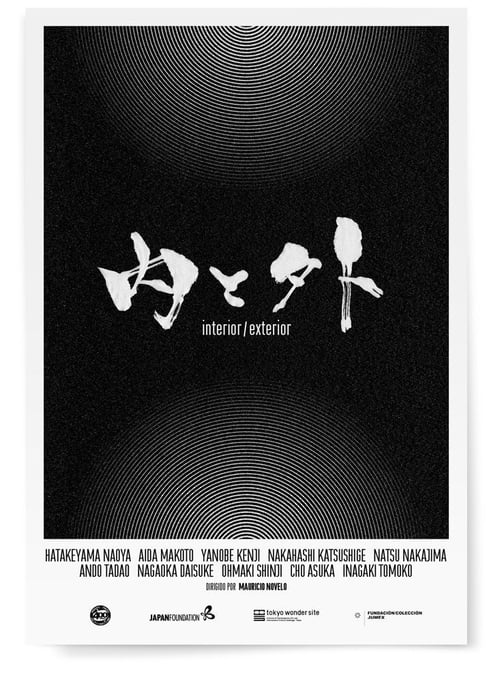 内と外
interior/exterior
HATAKEYAMA NAOYA AIDA MAKOTO YANOBE KENJI NAKAHASHI KATSUSHIGE NATSU NAKAJIMA
ANDO TADAO NAGAOKA DAISUKE OHMAKI SHINJI CHO ASUKA INAGAKI TOMOKO
DIRIGIDO POR MAURICIO NOVELO
JAPANFOUNDATION
tokyo wonder site
FUNDACIÓN/COLECCIÓN
JUMEX